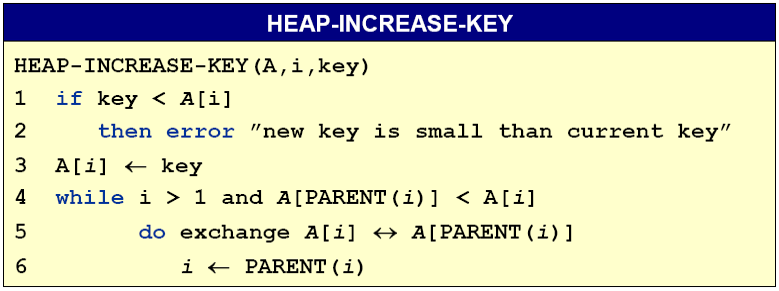 HEAP-INCREASE-KEY
HEAP-INCREASE-KEY(A,i,key)
1 if key < A[i]
2 then error ″new key is small than current key″
3 A[i] ← key
4 while i > 1 and A[PARENT(i)] < A[i]
5 do exchange A[i] ↔ A[PARENT(i)]
6 i ← PARENT(i)